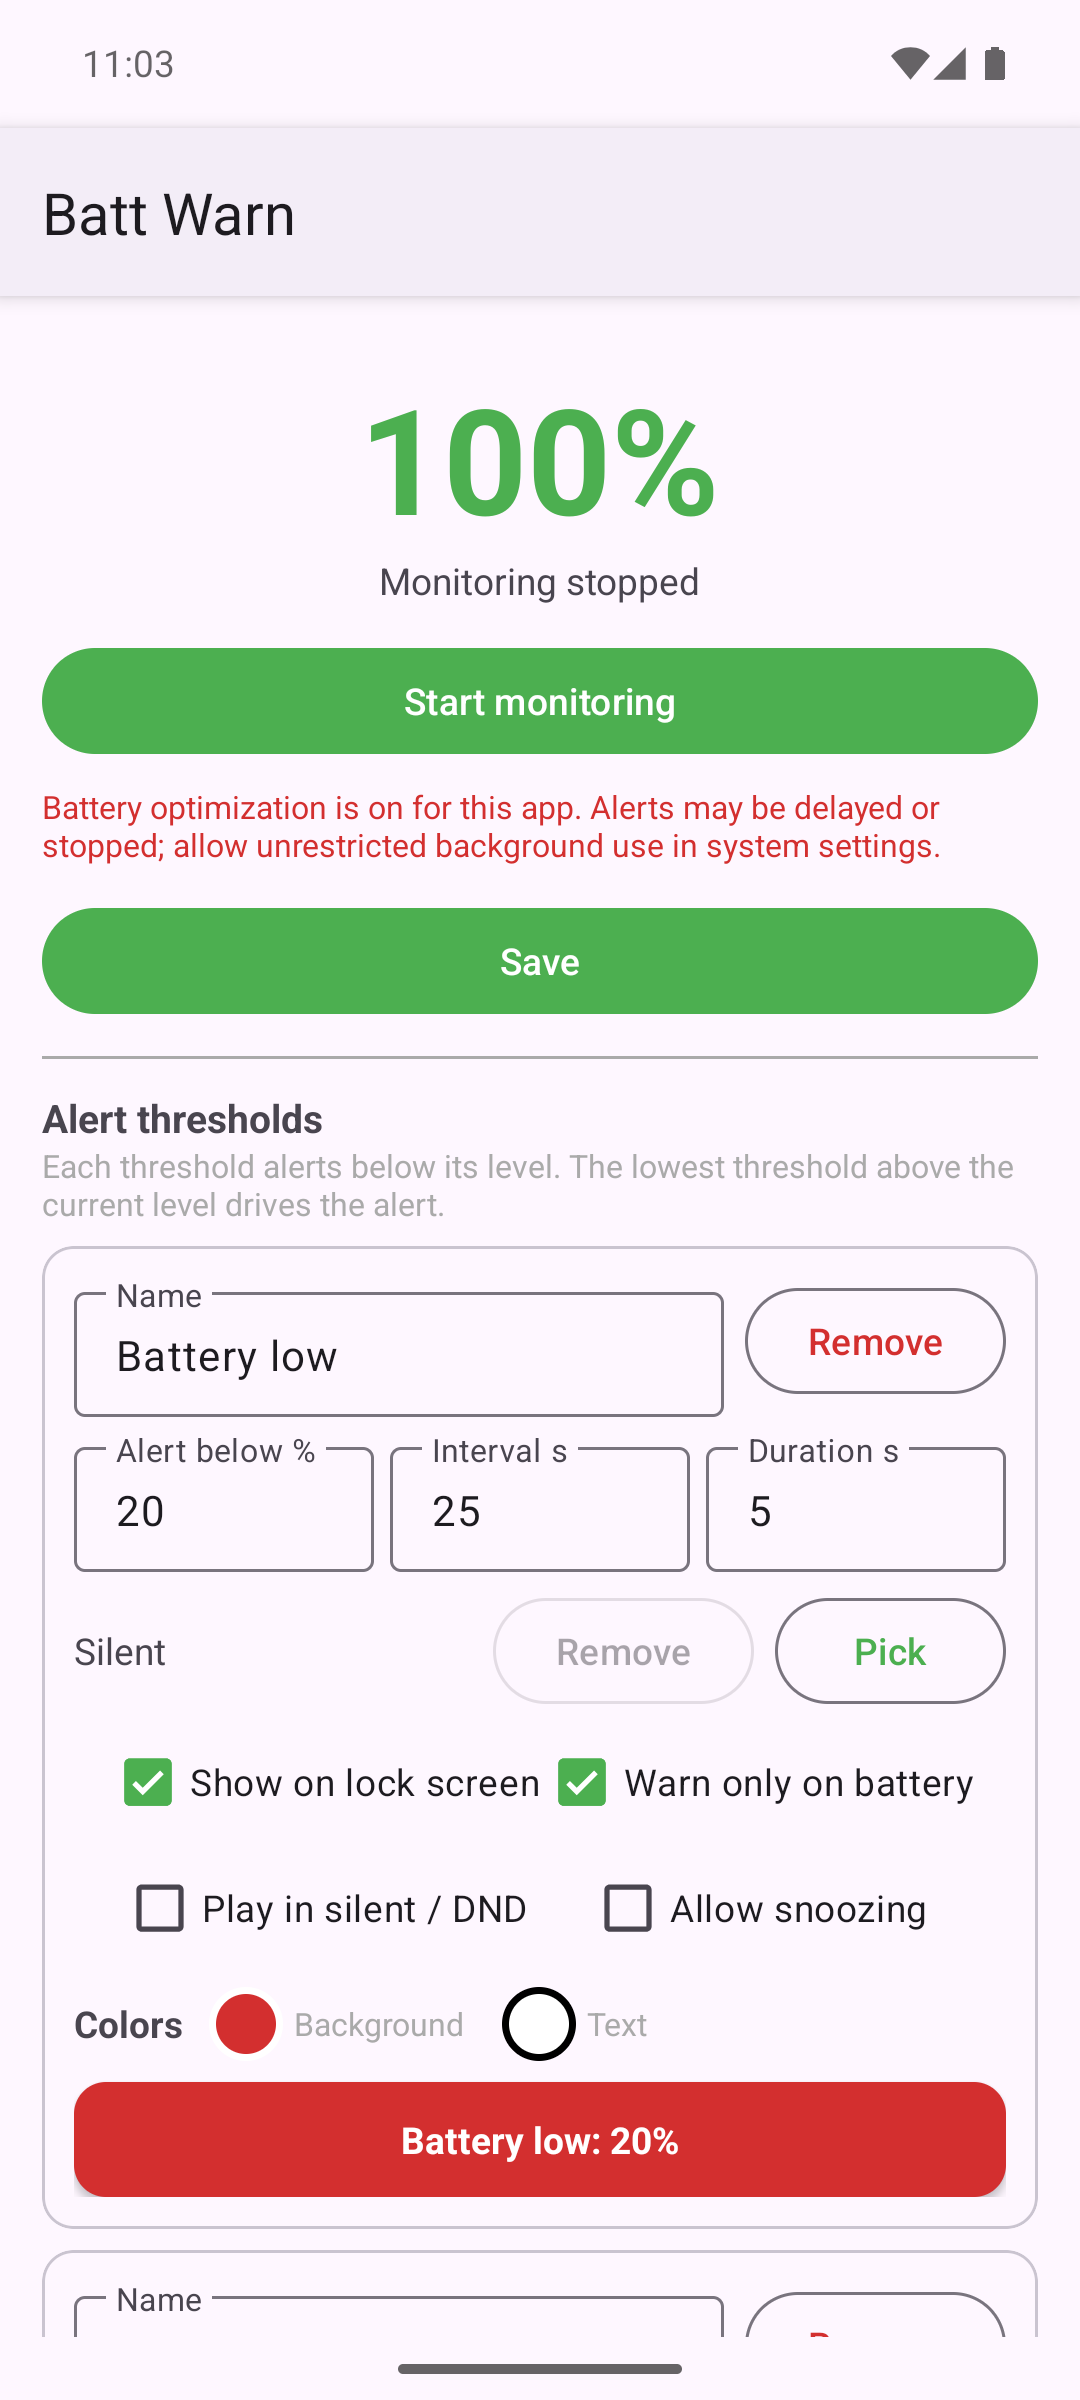 11:03
Batt Warn
100%
Monitoring stopped
Start monitoring
Battery optimization is on for this app. Alerts may be delayed or
stopped; allow unrestricted background use in system settings.
Save
Alert thresholds
Each threshold alerts below its level. The lowest threshold above the
current level drives the alert.
Name
Battery low
Remove
Alert below % Interval s Duration s
20 25 5
Silent Remove Pick
Show on lock screen Warn only on battery
Play in silent / DND Allow snoozing
Colors Background Text
Battery low: 20%
Name